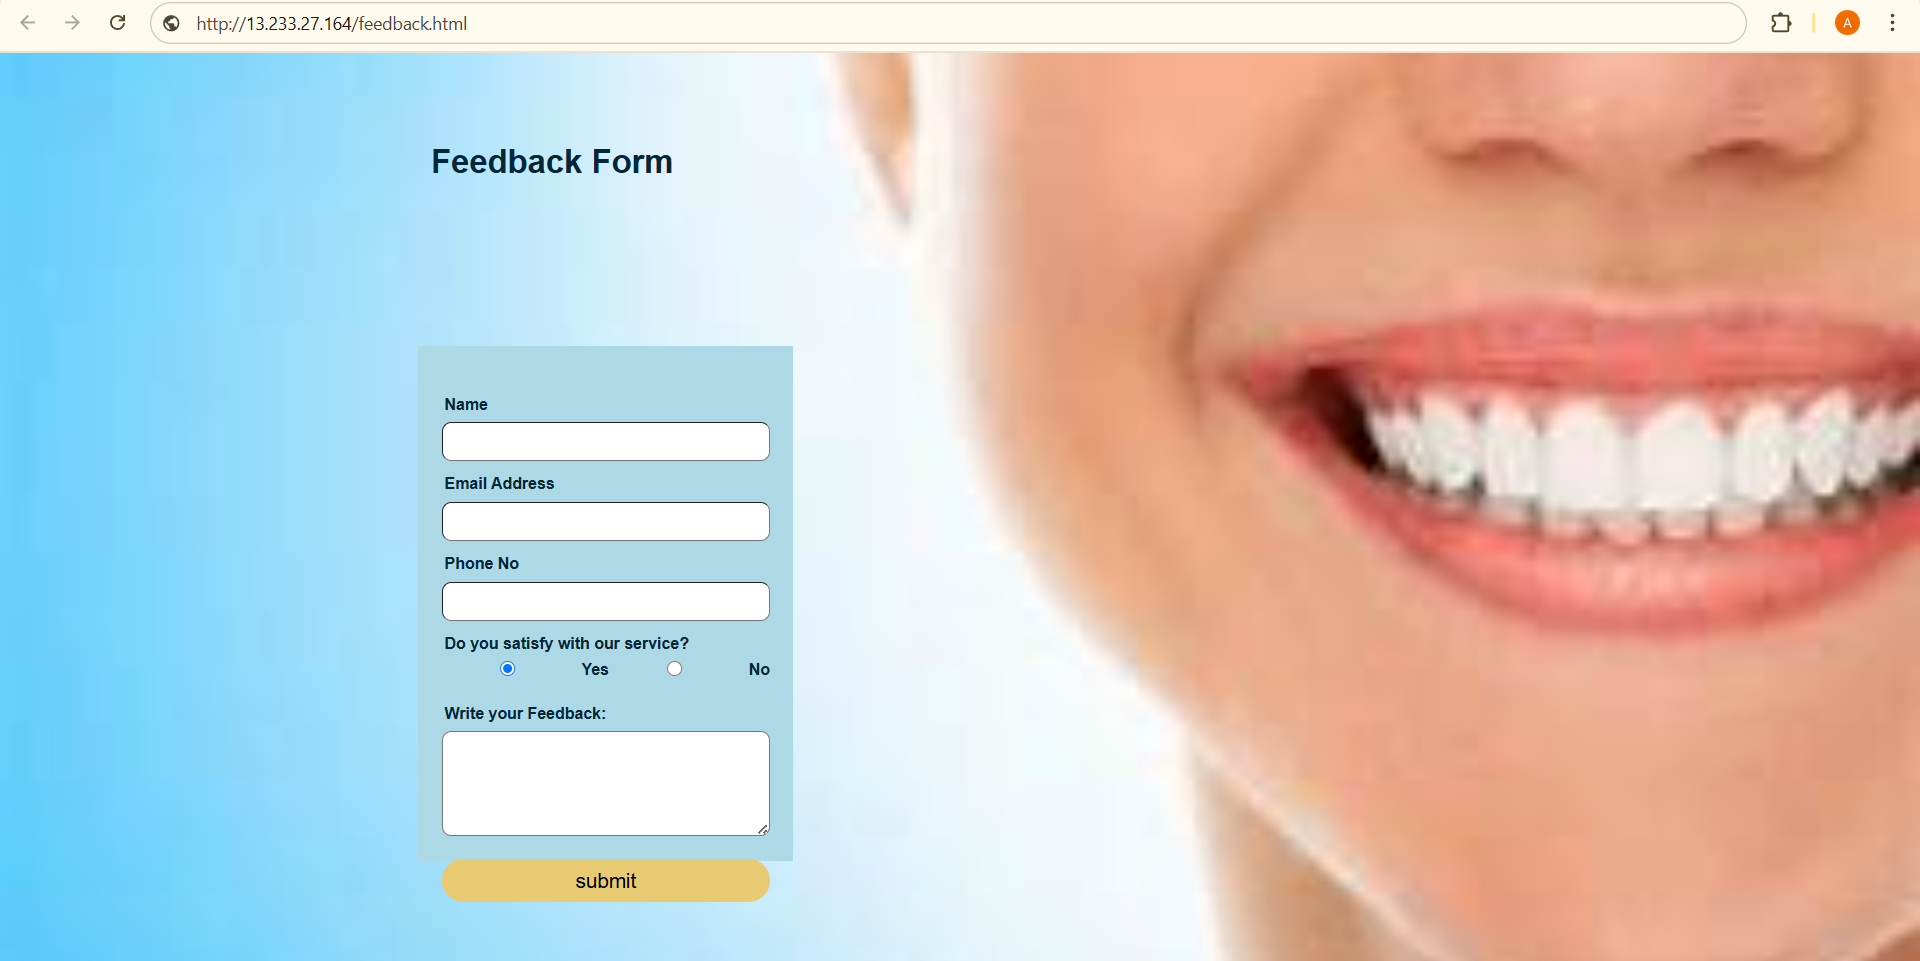 http://13.233.27.164/feedback.html
A
Feedback Form
Name
Email Address
Phone No
Do you satisfy with our service?
Yes No
Write your Feedback:
submit